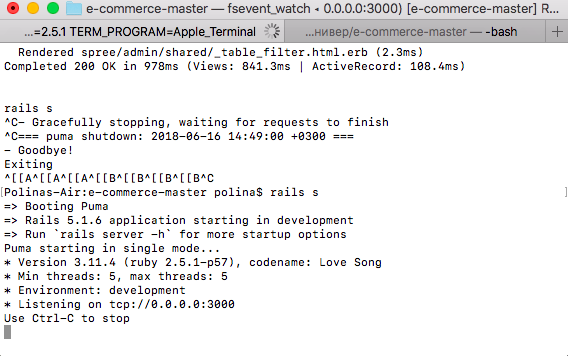 e-commerce-master — fsevent_watch ◂ 0.0.0.0:3000) [e-commerce-master] R...
...=2.5.1 TERM_PROGRAM=Apple_Terminal
...нивер/e-commerce-master — -bash
+
  Rendered spree/admin/shared/_table_filter.html.erb (2.3ms)
Completed 200 OK in 978ms (Views: 841.3ms | ActiveRecord: 108.4ms)
rails s
^C- Gracefully stopping, waiting for requests to finish
^C=== puma shutdown: 2018-06-16 14:49:00 +0300 ===
- Goodbye!
Exiting
^[[A^[[A^[[A^[[B^[[B^[[B^[[B^C
[Polinas-Air:e-commerce-master polina$ rails s ]
=> Booting Puma
=> Rails 5.1.6 application starting in development
=> Run `rails server -h` for more startup options
Puma starting in single mode...
* Version 3.11.4 (ruby 2.5.1-p57), codename: Love Song
* Min threads: 5, max threads: 5
* Environment: development
* Listening on tcp://0.0.0.0:3000
Use Ctrl-C to stop